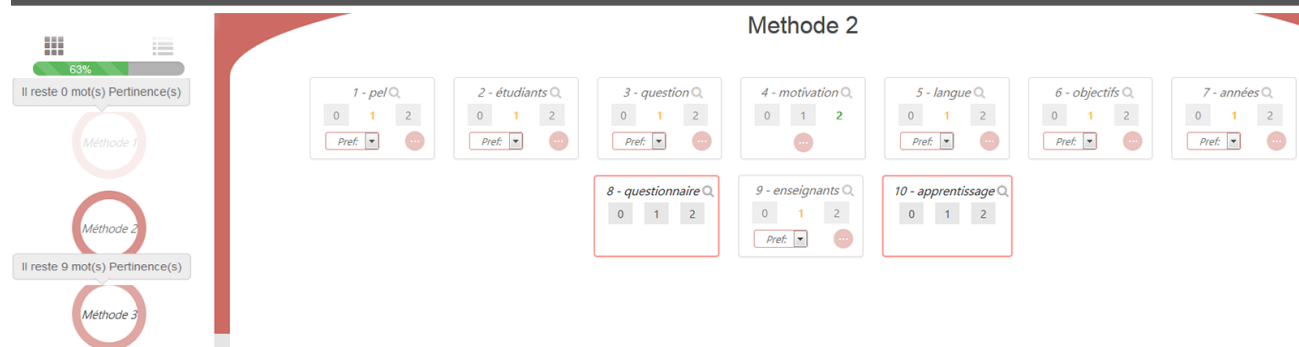 Methode 2
63%
Il reste 0 mot(s) Pertinence(s)
Méthode 1
Méthode 2
Il reste 9 mot(s) Pertinence(s)
Méthode 3
1 - pel
0 1 2
Pref:
2 - étudiants
0 1 2
Pref:
3 - question
0 1 2
Pref:
4 - motivation
0 1 2
5 - langue
0 1 2
Pref:
6 - objectifs
0 1 2
Pref:
7 - années
0 1 2
Pref:
8 - questionnaire
0 1 2
9 - enseignants
0 1 2
Pref:
10 - apprentissage
0 1 2